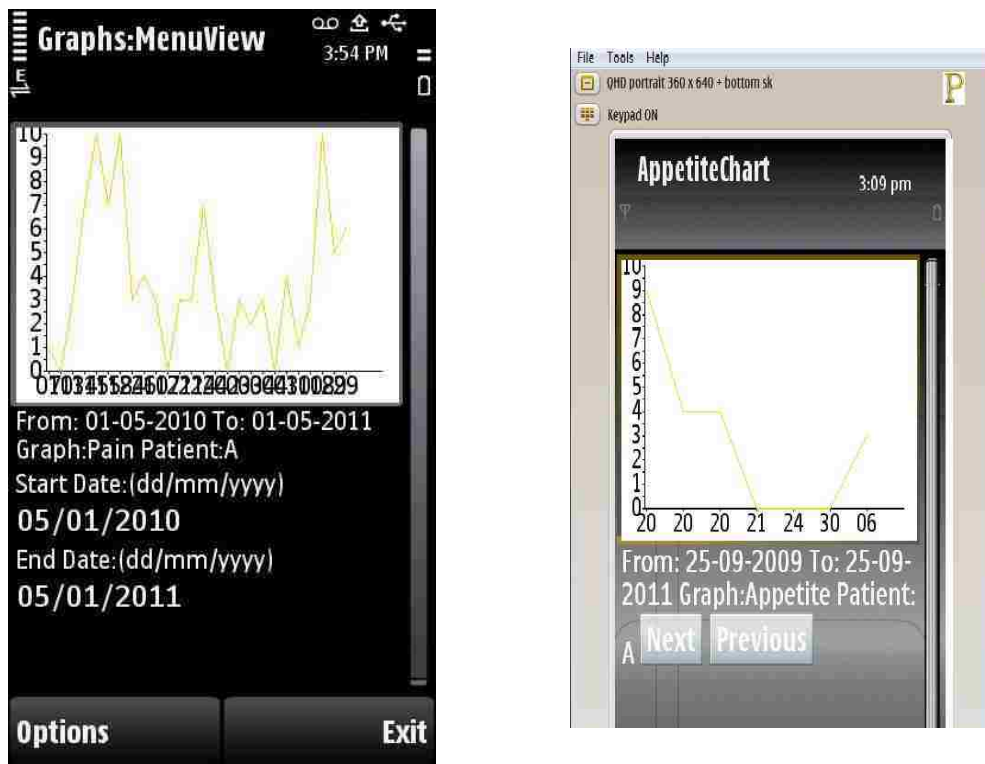 Graphs:MenuView
3:54 PM
E
10
9
8
7
6
5
4
3
2
1
0
From: 01-05-2010 To: 01-05-2011
Graph:Pain Patient:A
Start Date:(dd/mm/yyyy)
05/01/2010
End Date:(dd/mm/yyyy)
05/01/2011
Options Exit
File Tools Help
QHD portrait 360 x 640 + bottom sk
P
Keypad ON
AppetiteChart
3:09 pm
10
9
8
7
6
5
4
3
2
1
0
20 20 20 21 24 30 06
From: 25-09-2009 To: 25-09-
2011 Graph:Appetite Patient:
A Next Previous